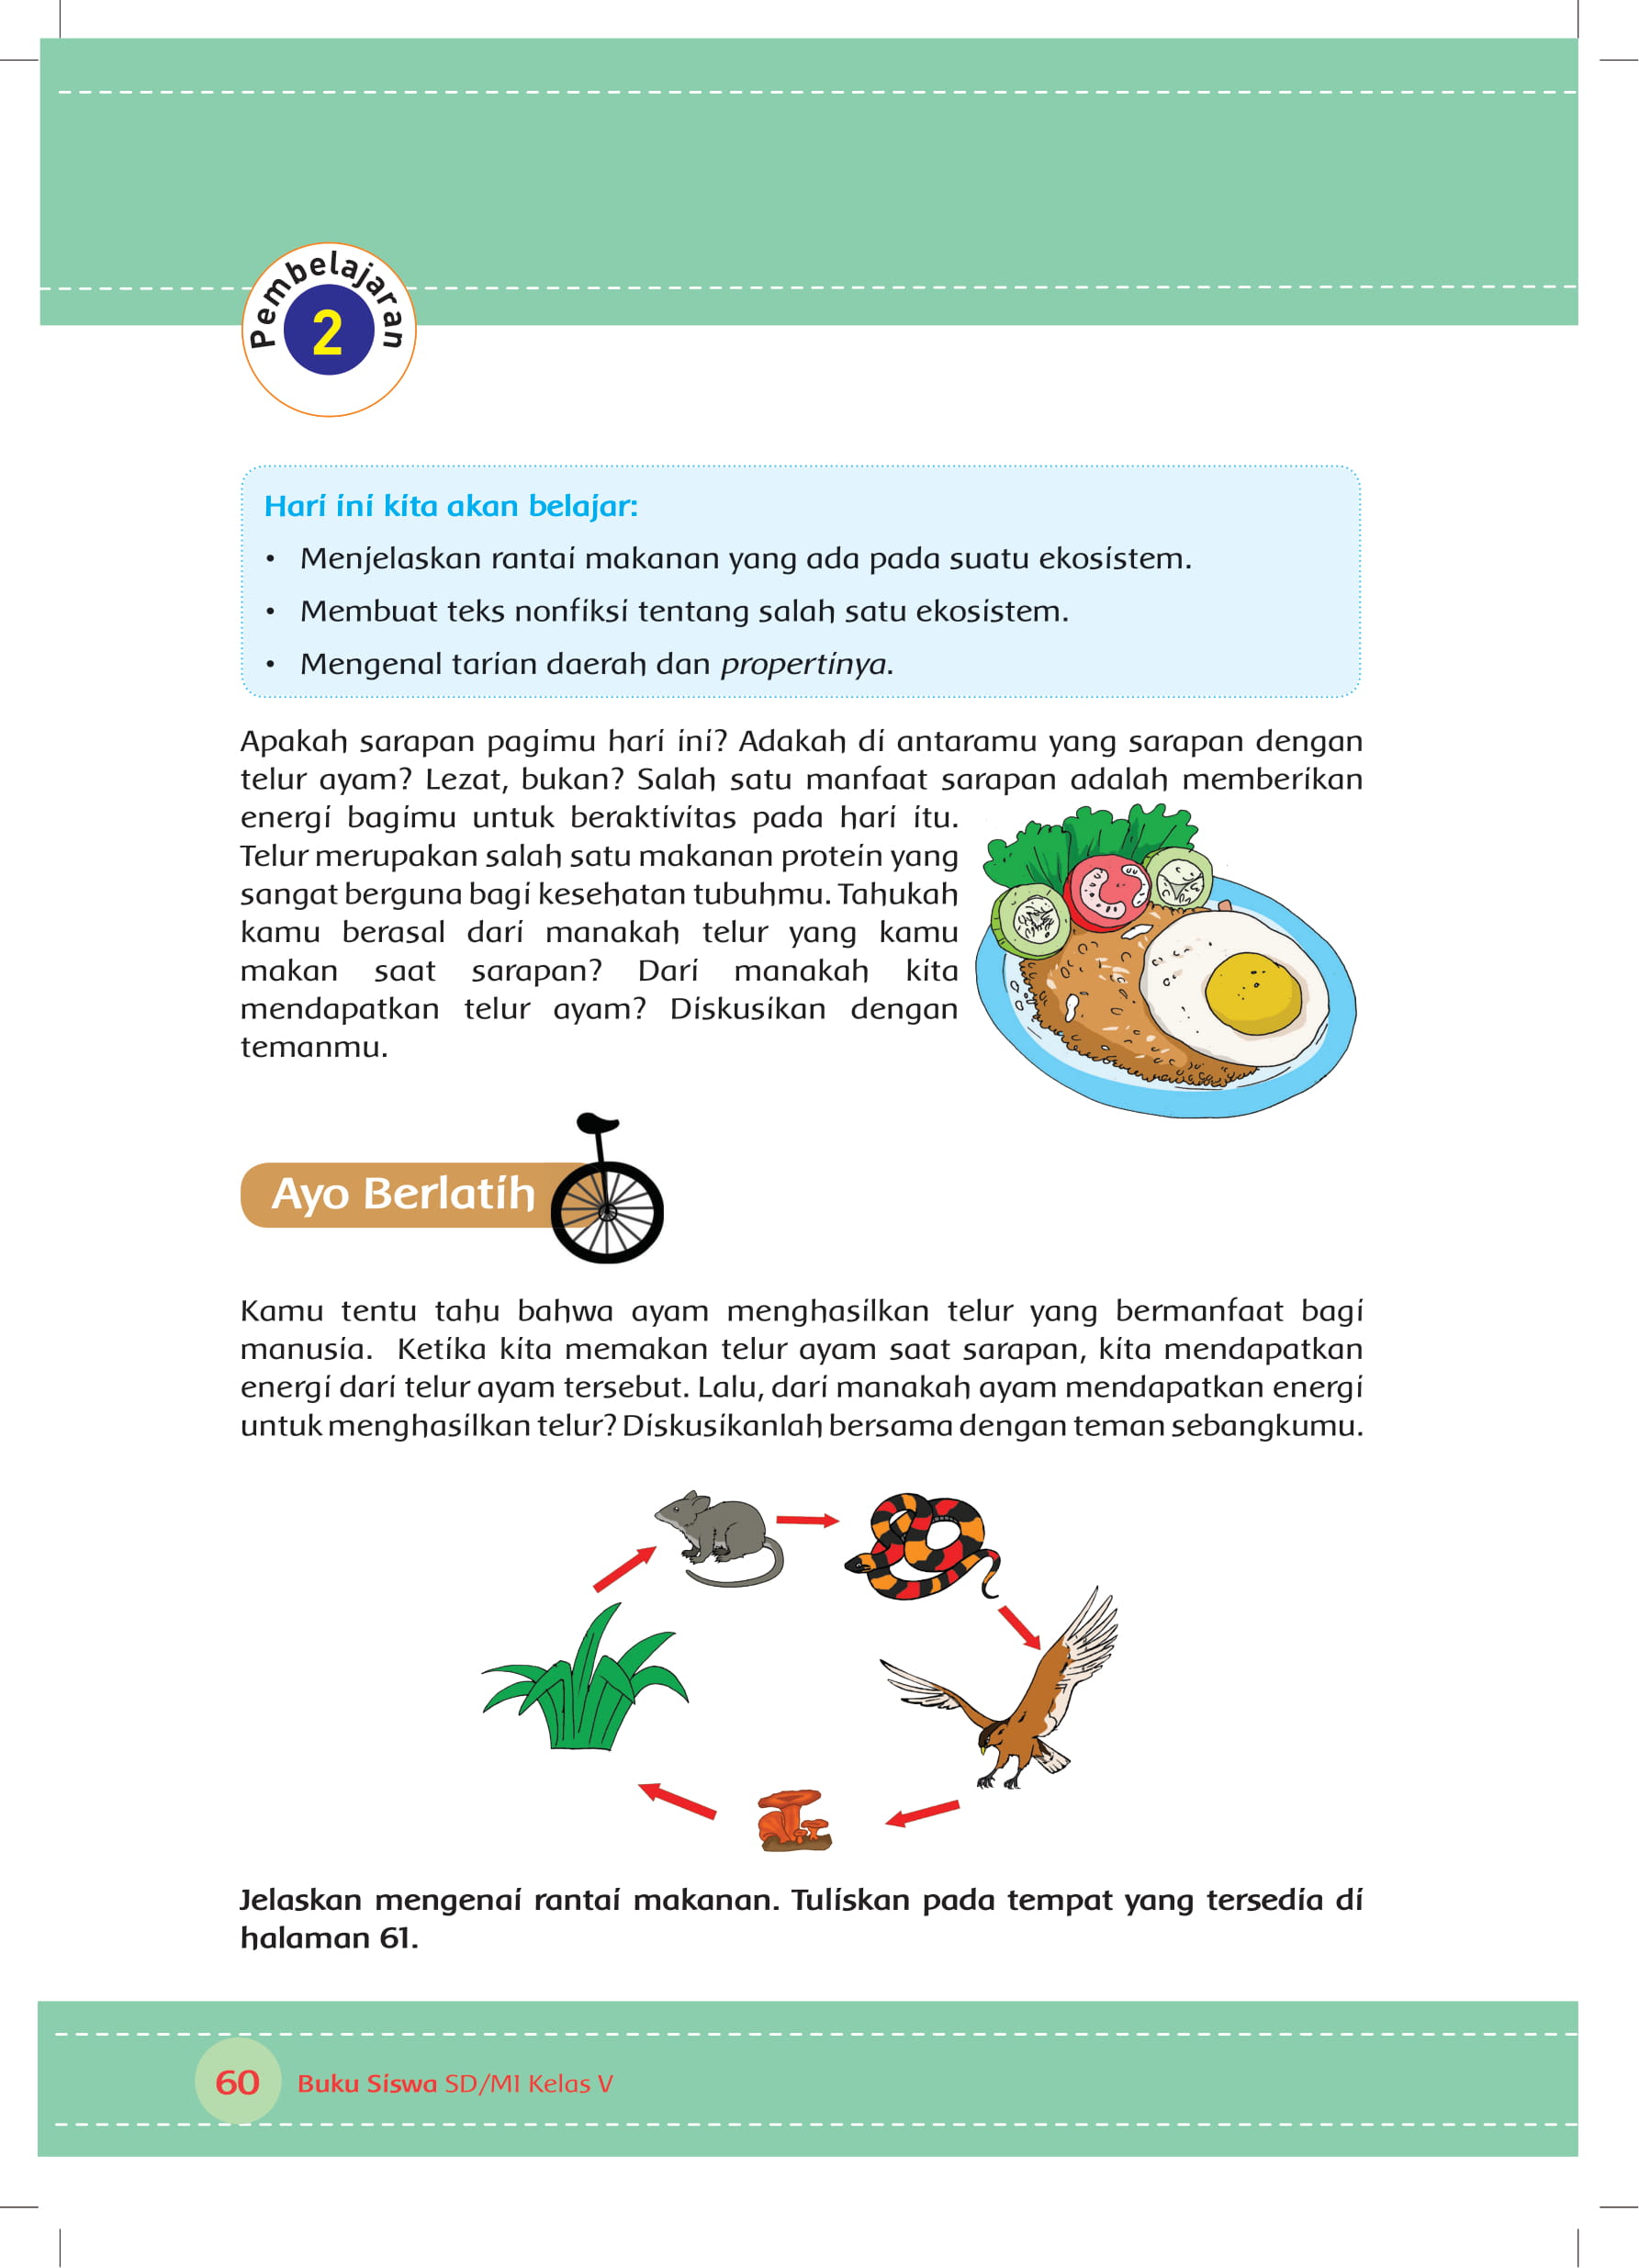 Pembelajaran
2
Hari ini kita akan belajar:
• Menjelaskan rantai makanan yang ada pada suatu ekosistem.
• Membuat teks nonfiksi tentang salah satu ekosistem.
• Mengenal tarian daerah dan propertinya.
Apakah sarapan pagimu hari ini? Adakah di antaramu yang sarapan dengan
telur ayam? Lezat, bukan? Salah satu manfaat sarapan adalah memberikan
energi bagimu untuk beraktivitas pada hari itu.
Telur merupakan salah satu makanan protein yang
sangat berguna bagi kesehatan tubuhmu. Tahukah
kamu berasal dari manakah telur yang kamu
makan saat sarapan? Dari manakah kita
mendapatkan telur ayam? Diskusikan dengan
temanmu.
Ayo Berlatih
Kamu tentu tahu bahwa ayam menghasilkan telur yang bermanfaat bagi
manusia. Ketika kita memakan telur ayam saat sarapan, kita mendapatkan
energi dari telur ayam tersebut. Lalu, dari manakah ayam mendapatkan energi
untuk menghasilkan telur? Diskusikanlah bersama dengan teman sebangkumu.
Jelaskan mengenai rantai makanan. Tuliskan pada tempat yang tersedia di
halaman 61.
60 Buku Siswa SD/MI Kelas V